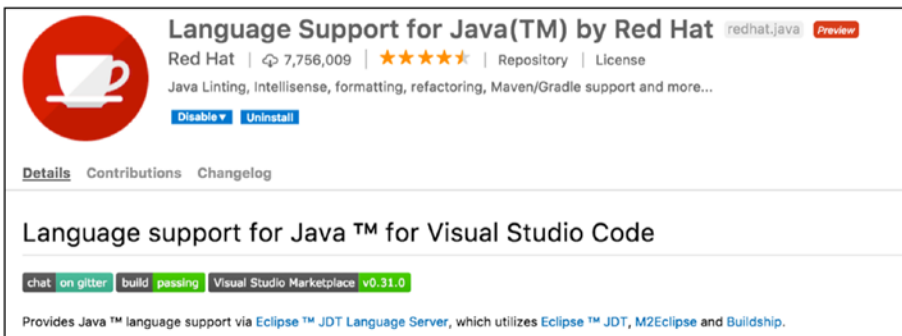 Language Support for Java(TM) by Red Hat redhat.java Preview
Red Hat | 7,756,009 | Repository | License
Java Linting, Intellisense, formatting, refactoring, Maven/Gradle support and more...
Disable Uninstall
Details Contributions Changelog
Language support for Java ™ for Visual Studio Code
chat on gitter build passing Visual Studio Marketplace v0.31.0
Provides Java ™ language support via Eclipse ™ JDT Language Server, which utilizes Eclipse ™ JDT, M2Eclipse and Buildship.